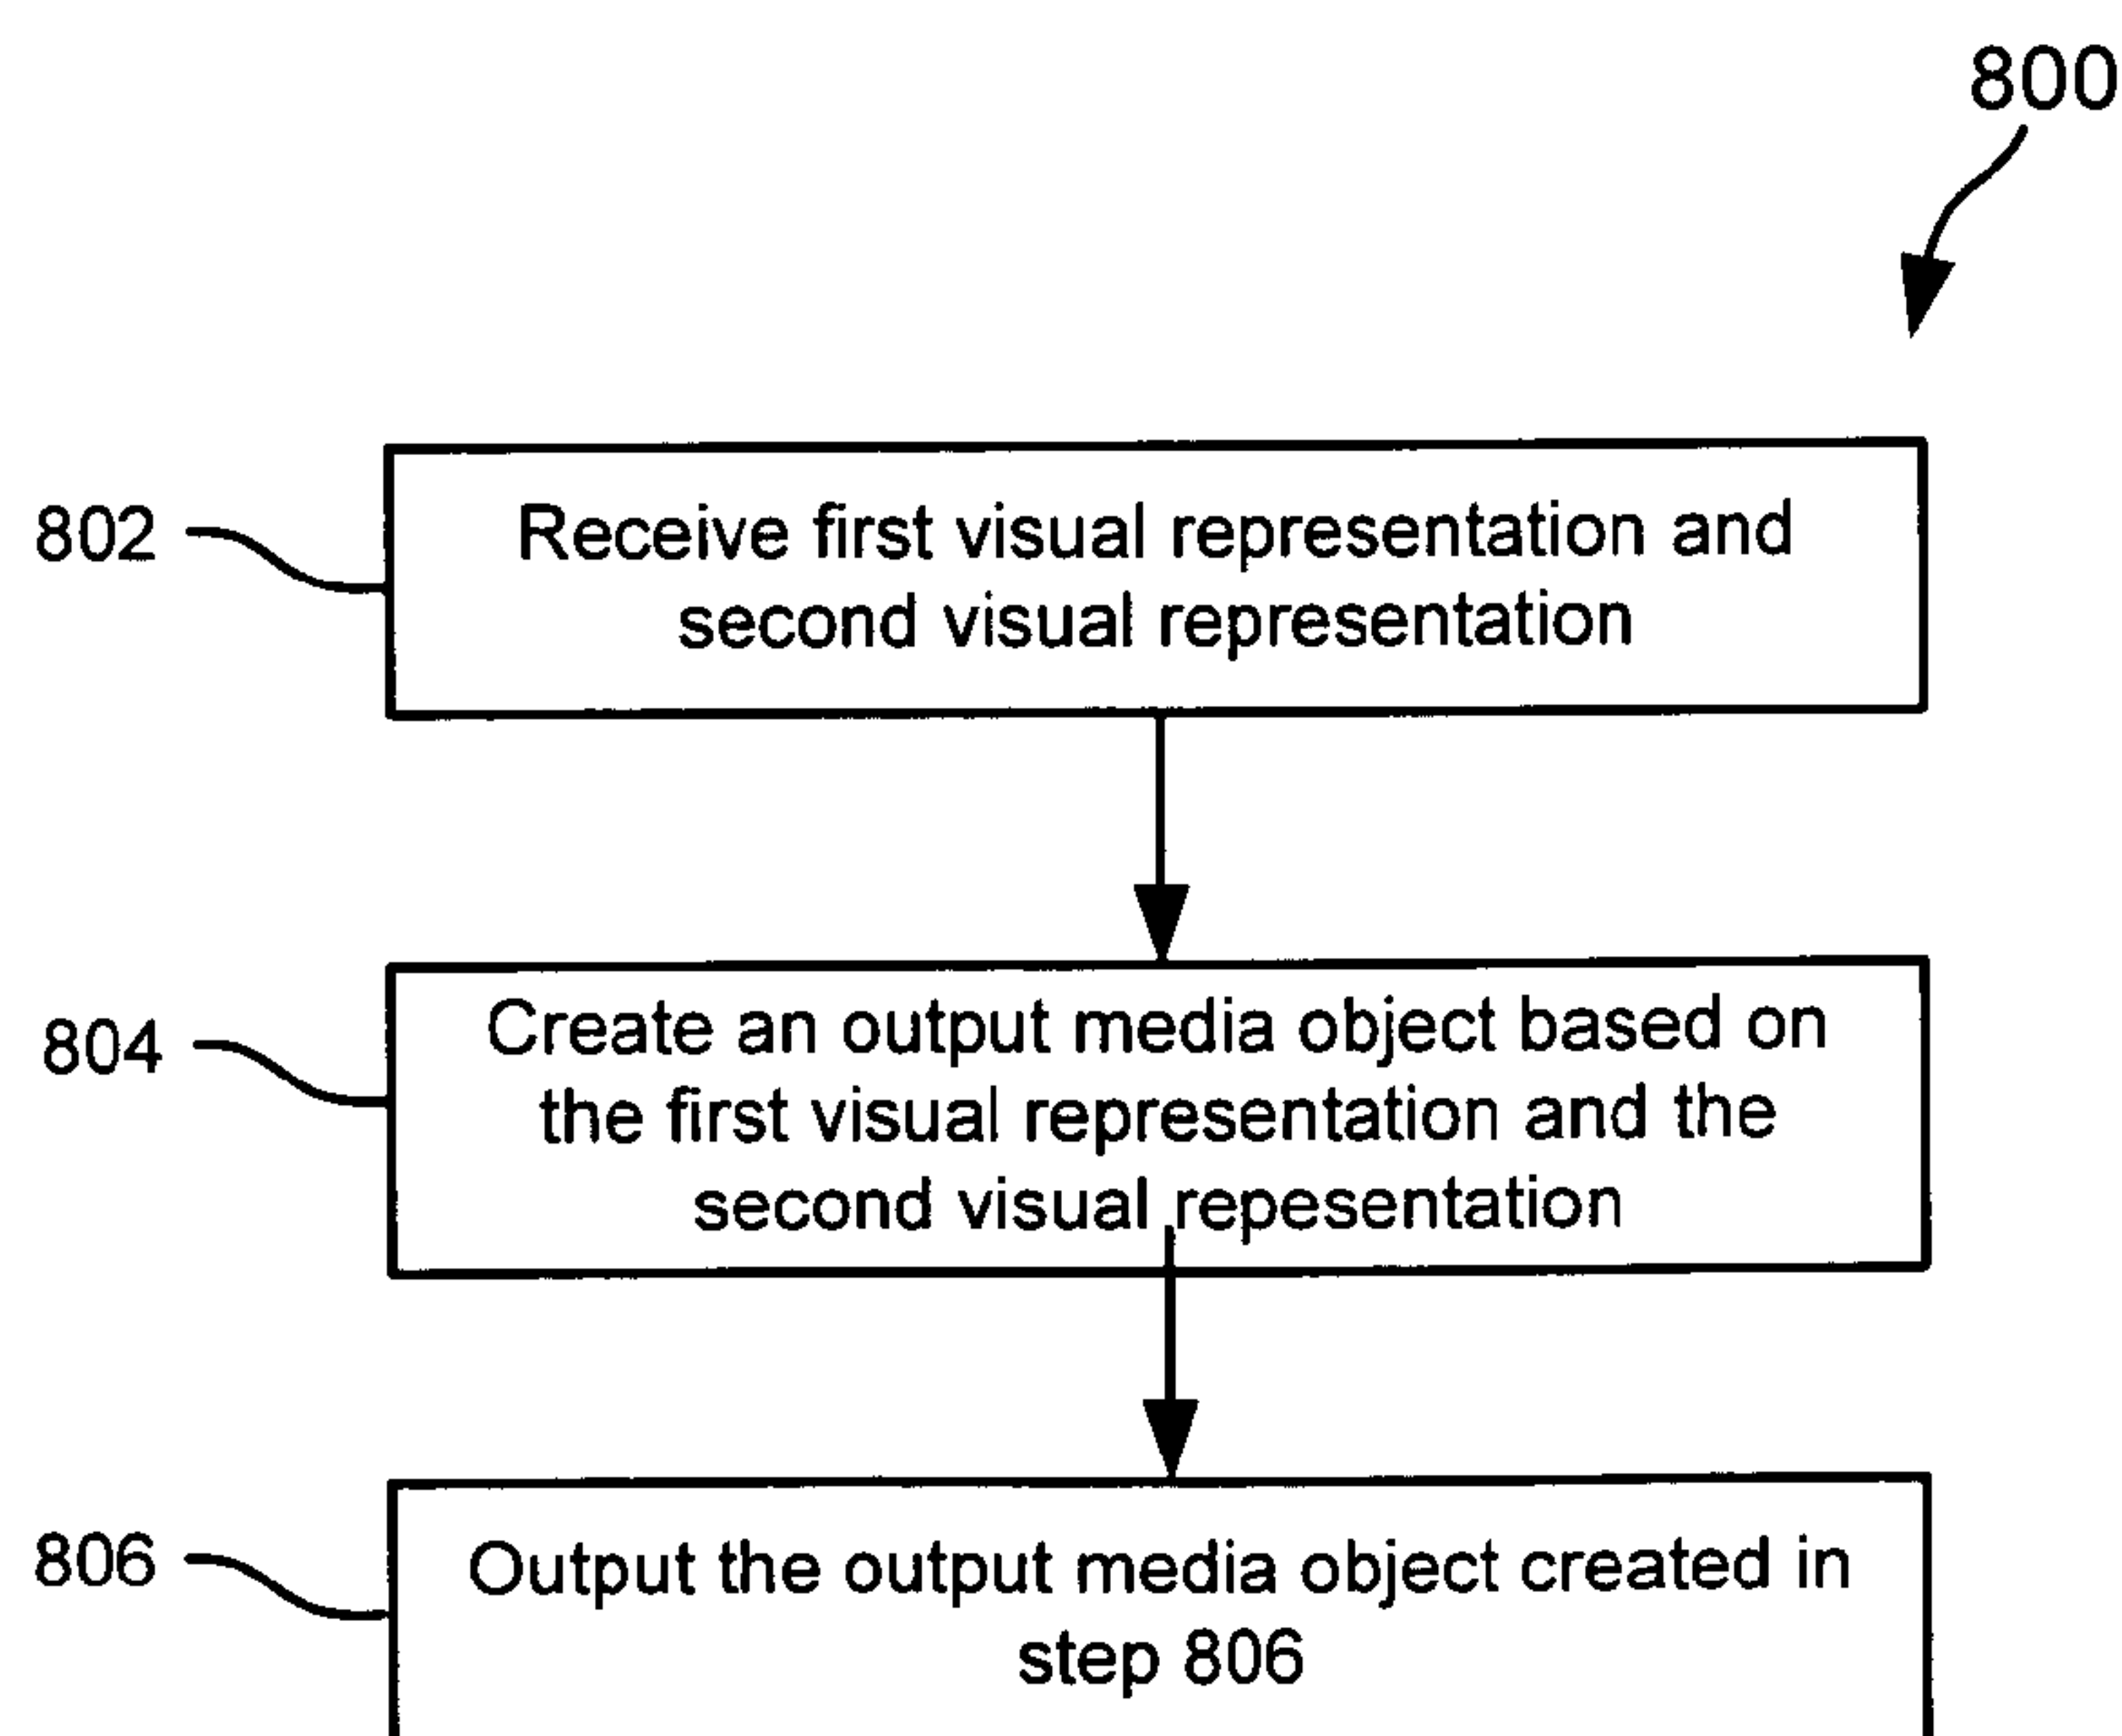 800
802
Receive first visual representation and
second visual representation
804
Create an output media object based on
the first visual representation and the
second visual repesentation
806
Output the output media object created in
step 806